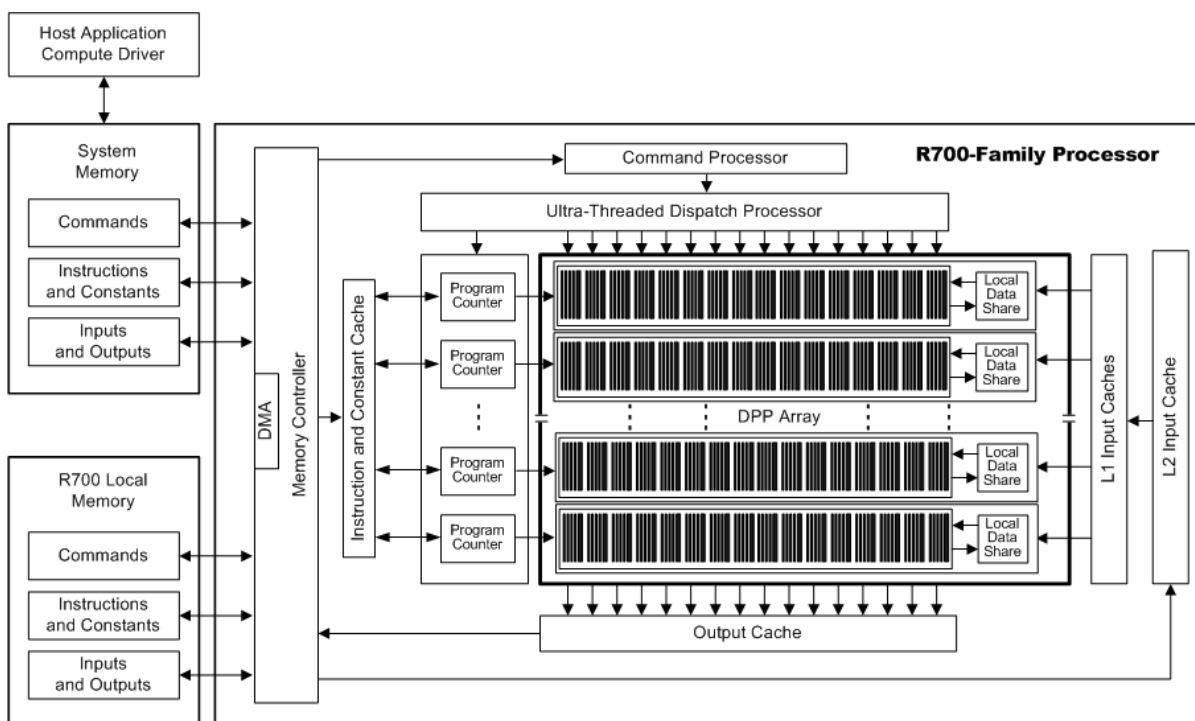 Host Application
Compute Driver
System
Memory
Commands
Instructions
and Constants
Inputs
and Outputs
R700 Local
Memory
Commands
Instructions
and Constants
Inputs
and Outputs
R700-Family Processor
DMA
Memory Controller
Command Processor
Ultra-Threaded Dispatch Processor
Instruction and Constant Cache
Program
Counter
Program
Counter
Program
Counter
Program
Counter
Local
Data
Share
Local
Data
Share
DPP Array
Local
Data
Share
Local
Data
Share
L1 Input Caches
L2 Input Cache
Output Cache